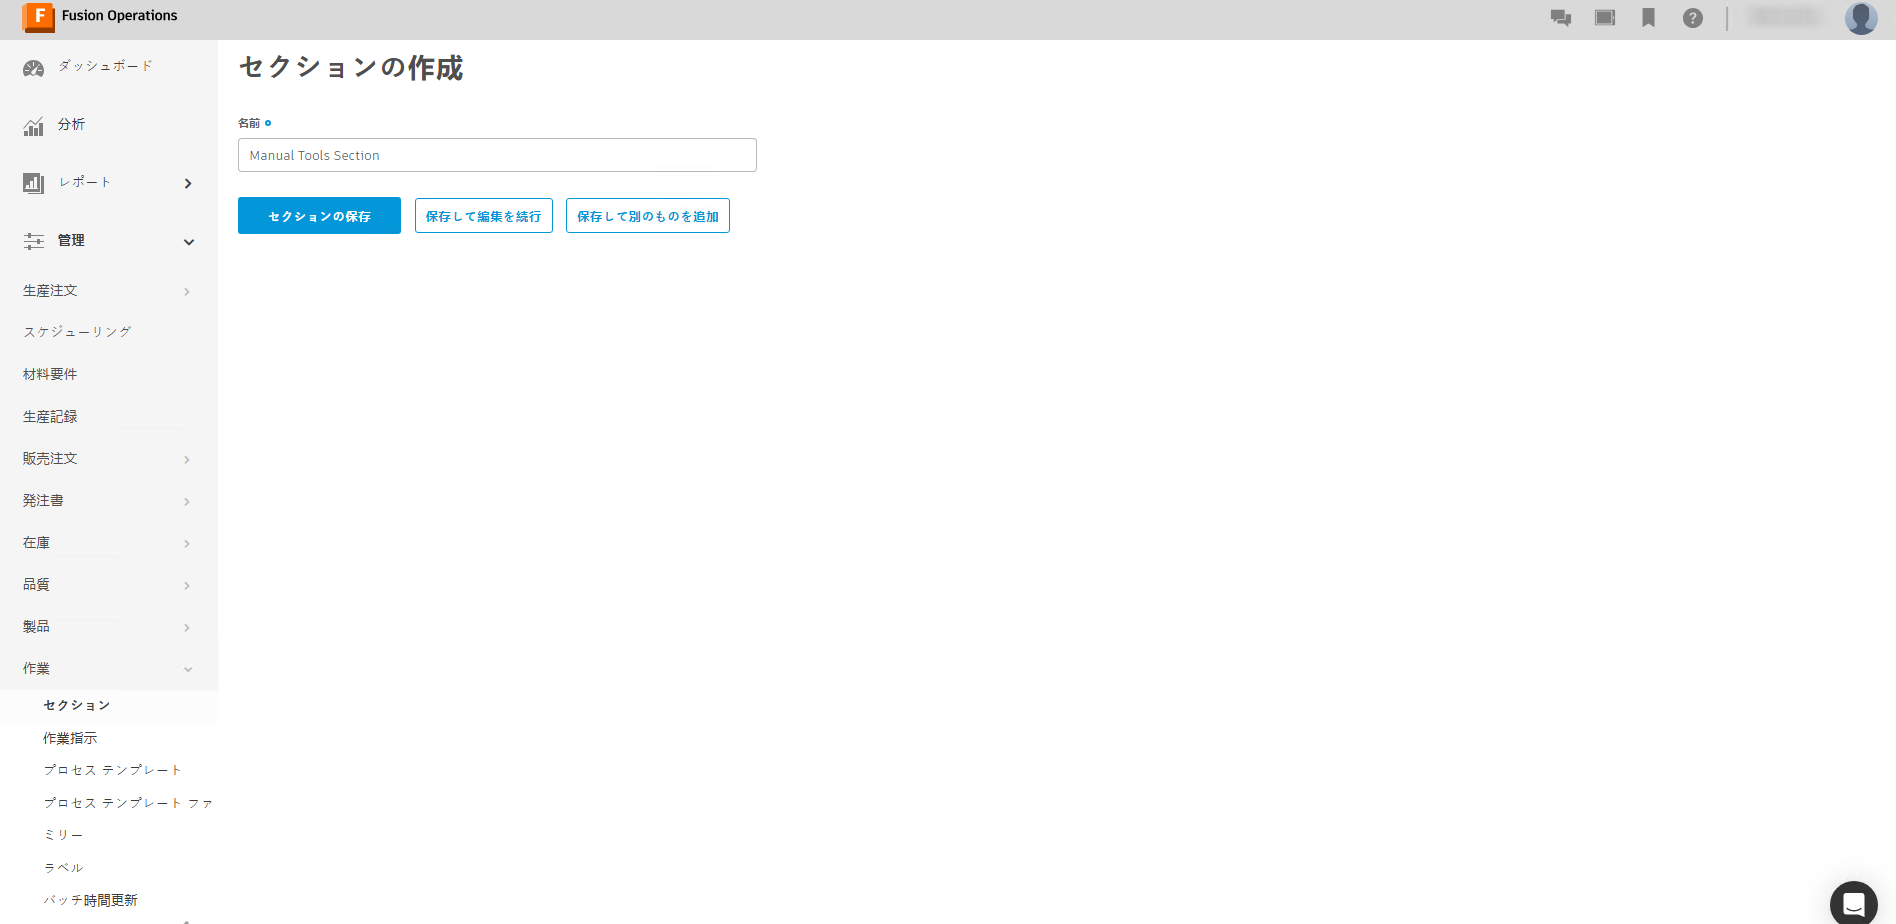 F Fusion Operations
ダッシュボード
分析
レポート
管理
生産注文
スケジューリング
材料要件
生産記録
販売注文
発注書
在庫
品質
製品
作業
セクション
作業指示
プロセス テンプレート
プロセス テンプレート ファ
ミリー
ラベル
バッチ時間更新
セクションの作成
名前
Manual Tools Section
セクションの保存
保存して編集を続行
保存して別のものを追加